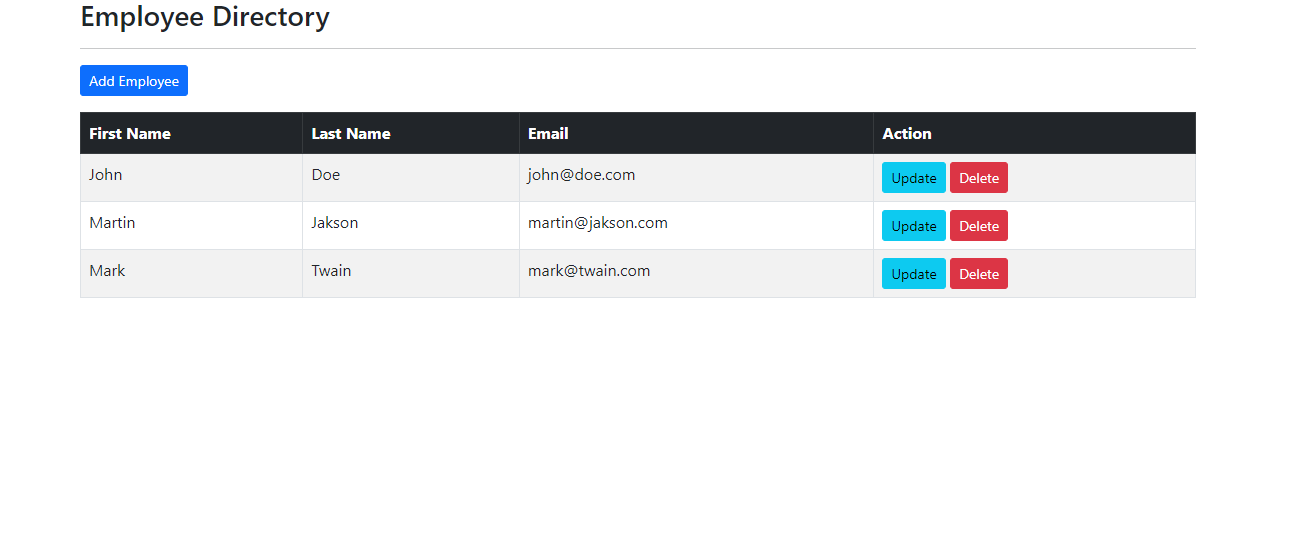 Employee Directory
Add Employee
First Name Last Name Email Action
John Doe john@doe.com Update Delete
Martin Jakson martin@jakson.com Update Delete
Mark Twain mark@twain.com Update Delete